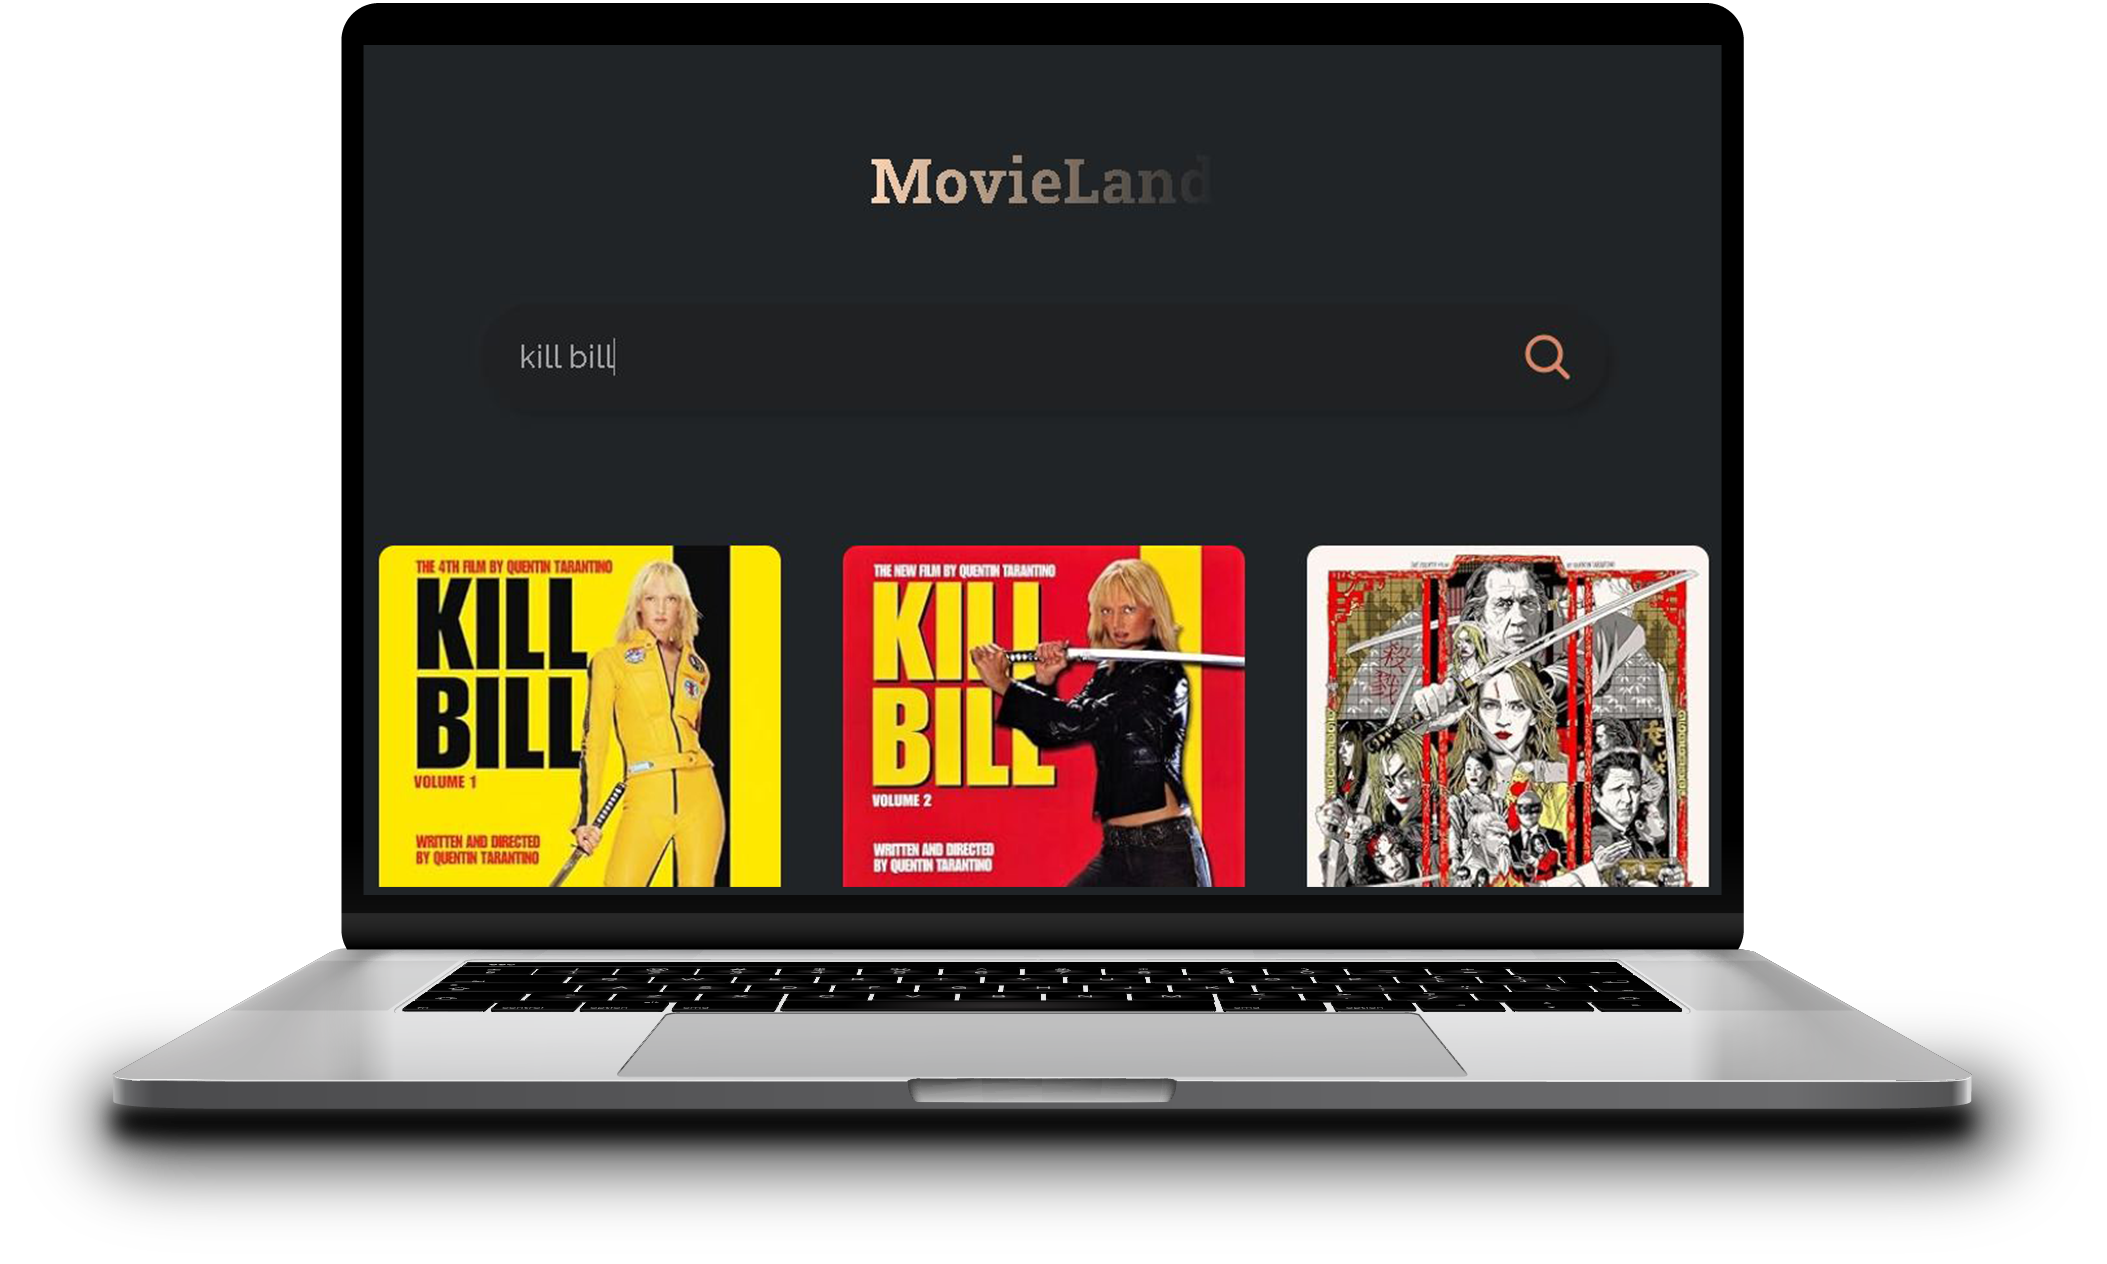 MovieLand
kill bill
THE 4TH FILM BY QUENTIN TARANTINO
KILL
BILL
VOLUME 1
WRITTEN AND DIRECTED
BY QUENTIN TARANTINO
THE NEW FILM BY QUENTIN TARANTINO
KILL
BILL
VOLUME 2
WRITTEN AND DIRECTED
BY QUENTIN TARANTINO